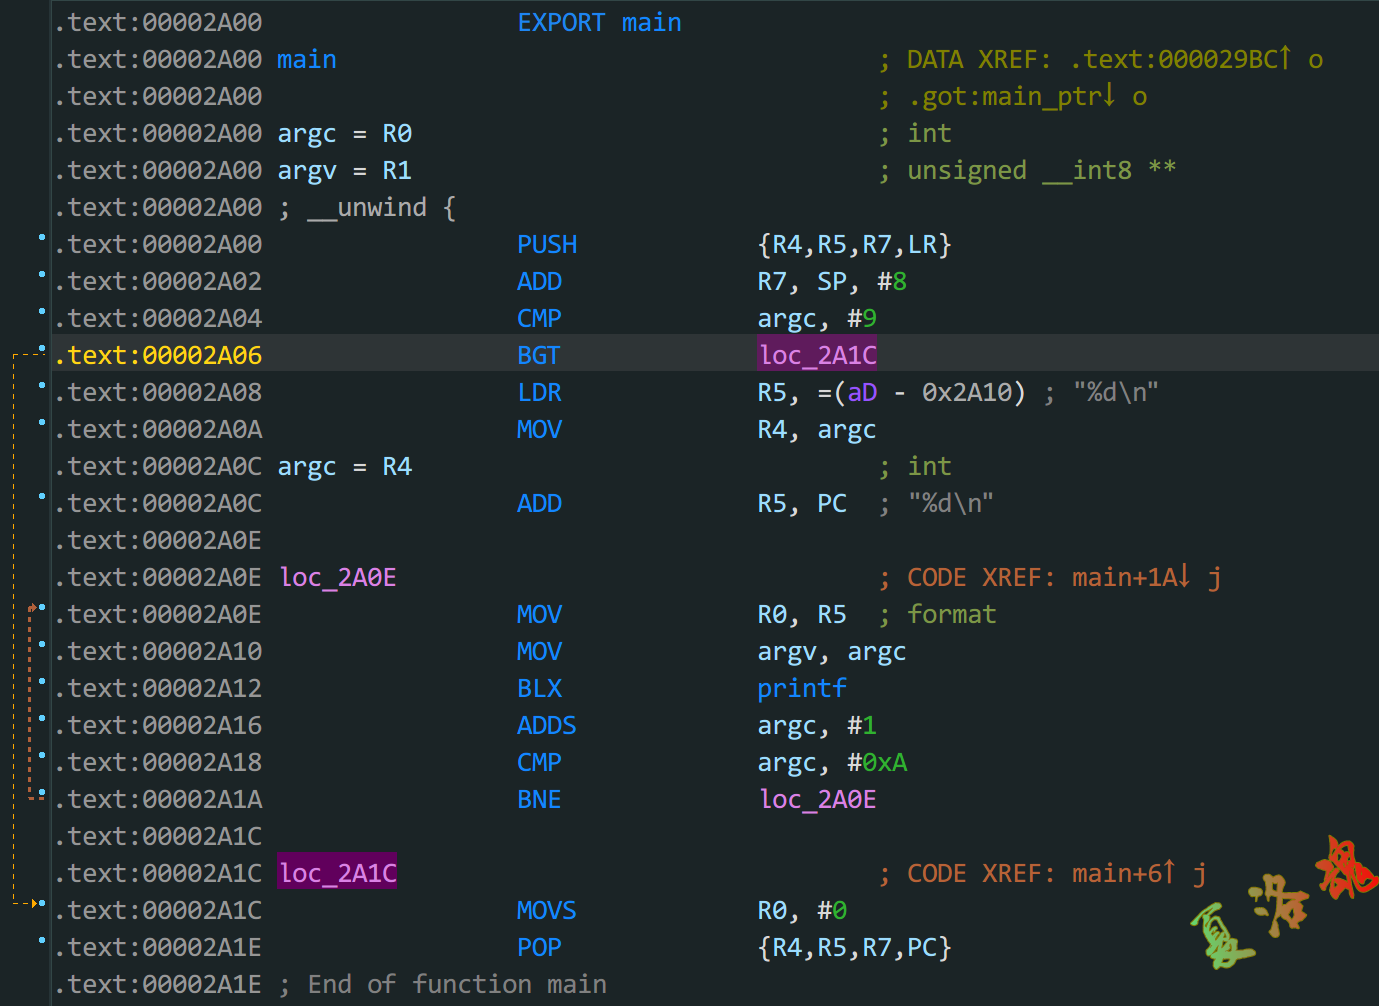 .text:00002A00 EXPORT main
.text:00002A00 main ; DATA XREF: .text:000029BC↑ o
.text:00002A00 ; .got:main_ptr↓ o
.text:00002A00 argc = R0 ; int
.text:00002A00 argv = R1 ; unsigned __int8 **
.text:00002A00 ; __unwind {
.text:00002A00 PUSH {R4,R5,R7,LR}
.text:00002A02 ADD R7, SP, #8
.text:00002A04 CMP argc, #9
.text:00002A06 BGT loc_2A1C
.text:00002A08 LDR R5, =(aD - 0x2A10) ; "%d\n"
.text:00002A0A MOV R4, argc
.text:00002A0C argc = R4 ; int
.text:00002A0C ADD R5, PC ; "%d\n"
.text:00002A0E
.text:00002A0E loc_2A0E ; CODE XREF: main+1A↓ j
.text:00002A0E MOV R0, R5 ; format
.text:00002A10 MOV argv, argc
.text:00002A12 BLX printf
.text:00002A16 ADDS argc, #1
.text:00002A18 CMP argc, #0xA
.text:00002A1A BNE loc_2A0E
.text:00002A1C
.text:00002A1C loc_2A1C ; CODE XREF: main+6↑ j
.text:00002A1C MOVS R0, #0
.text:00002A1E POP {R4,R5,R7,PC}
.text:00002A1E ; End of function main